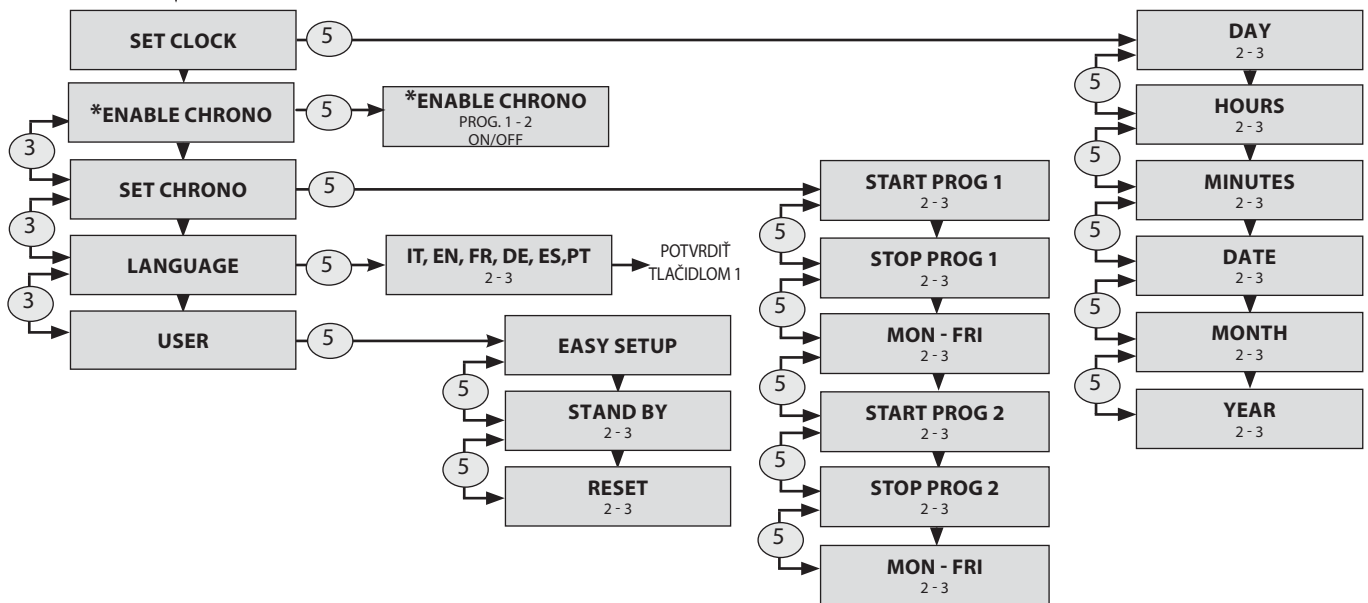 SET CLOCK
5
*ENABLE CHRONO
5
*ENABLE CHRONO
PROG. 1 - 2
ON/OFF
3
SET CHRONO
5
3
LANGUAGE
5
IT, EN, FR, DE, ES,PT
2 - 3
POTVRDIŤ
TLAČIDLOM 1
3
USER
5
EASY SETUP
5
STAND BY
2 - 3
5
RESET
2 - 3
START PROG 1
2 - 3
5
STOP PROG 1
2 - 3
5
MON - FRI
2 - 3
5
START PROG 2
2 - 3
5
STOP PROG 2
2 - 3
5
MON - FRI
2 - 3
DAY
2 - 3
5
HOURS
2 - 3
5
MINUTES
2 - 3
5
DATE
2 - 3
5
MONTH
2 - 3
5
YEAR
2 - 3